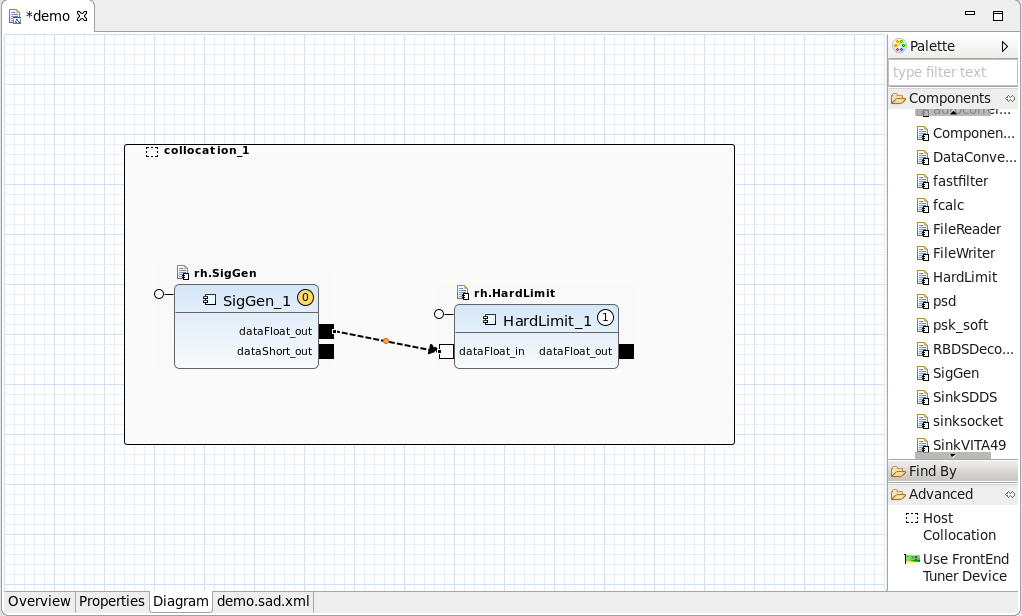 *demo
Palette
type filter text
Components
Componen...
DataConve...
fastfilter
fcalc
FileReader
FileWriter
HardLimit
psd
psk_soft
RBDSDeco...
SigGen
SinkSDDS
sinksocket
SinkVITA49
Find By
Advanced
Host
Collocation
Use FrontEnd
Tuner Device
collocation_1
rh.SigGen
SigGen_1 0
dataFloat_out
dataShort_out
rh.HardLimit
HardLimit_1 1
dataFloat_in dataFloat_out
Overview Properties Diagram demo.sad.xml